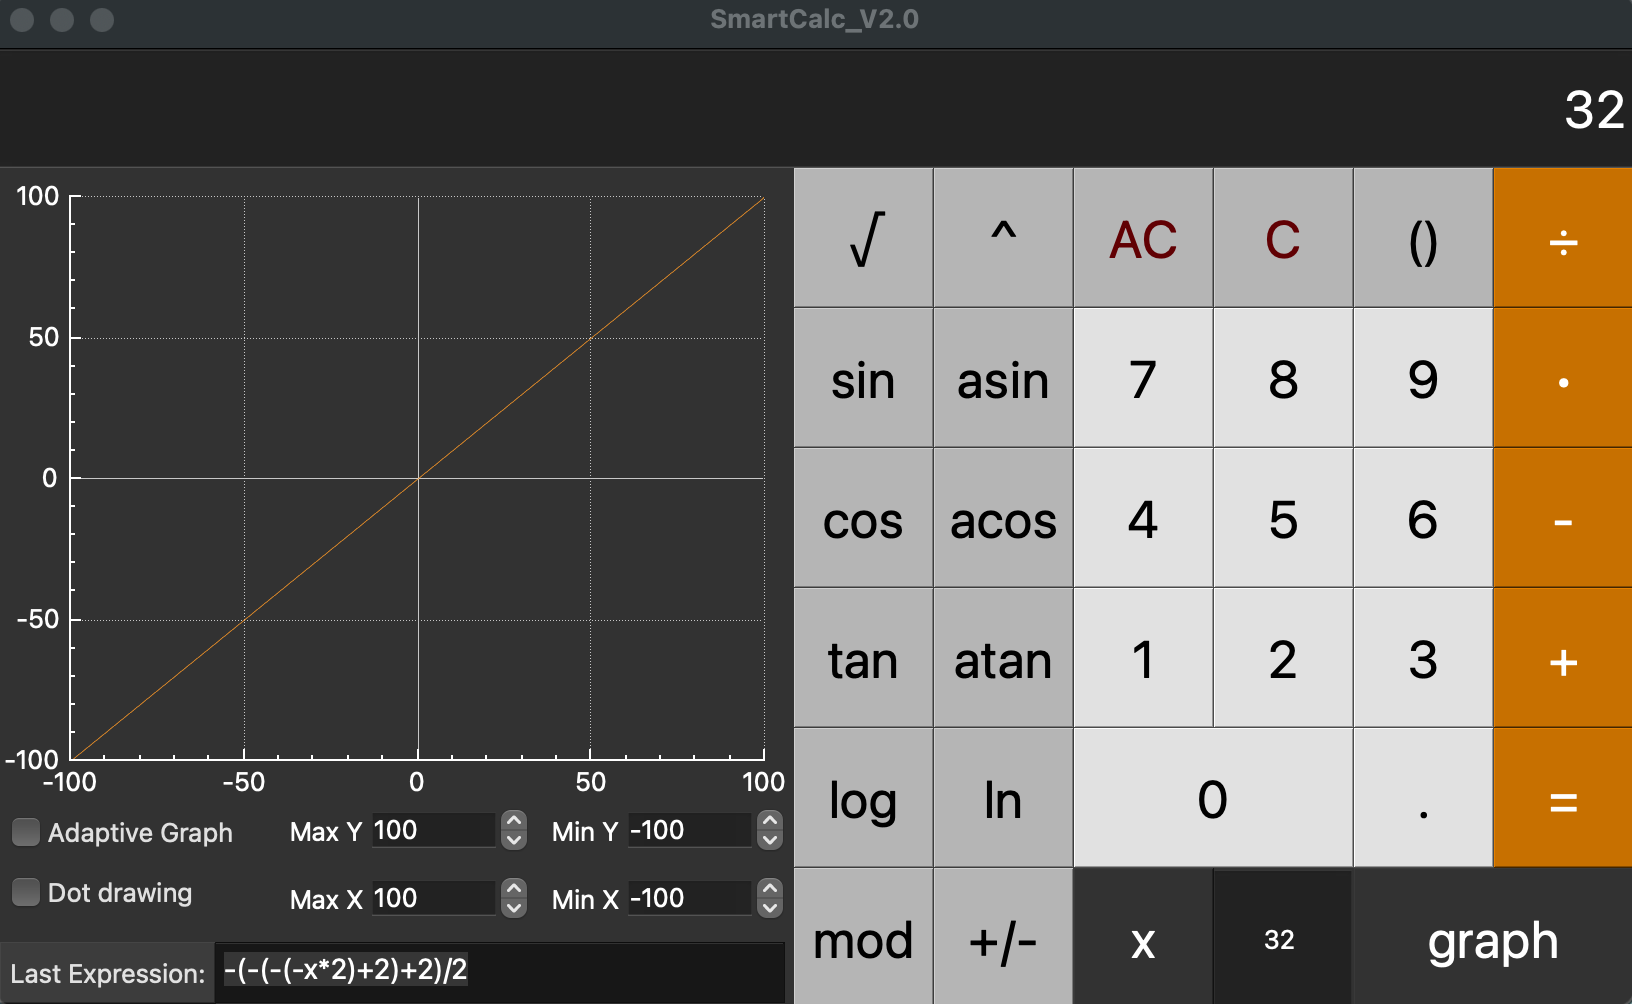 SmartCalc_V2.0
32
100
50
0
-50
-100
-100 -50 0 50 100
Adaptive Graph Max Y 100 Min Y -100
Dot drawing Max X 100 Min X -100
Last Expression: -(-(-(-x*2)+2)+2)/2
√ ^ AC C () ÷
sin asin 7 8 9 ·
cos acos 4 5 6 -
tan atan 1 2 3 +
log ln 0 . =
mod +/- x 32 graph